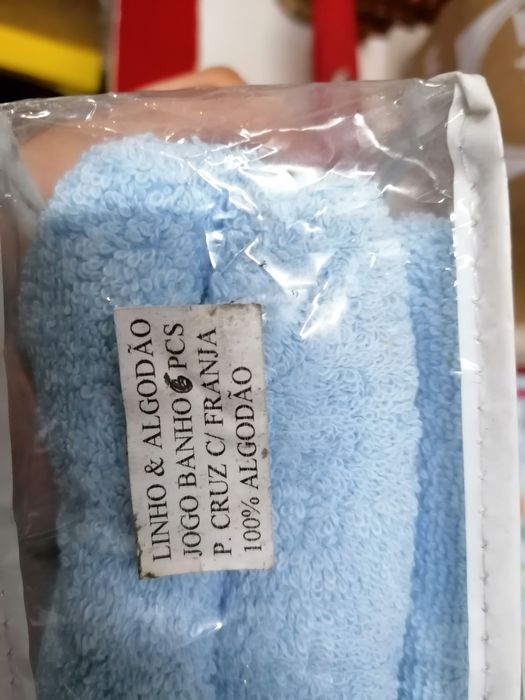 LINHO & ALGODÃO
JOGO BANHO 6 PCS
P. CRUZ C/ FRANJA
100% ALGODÃO